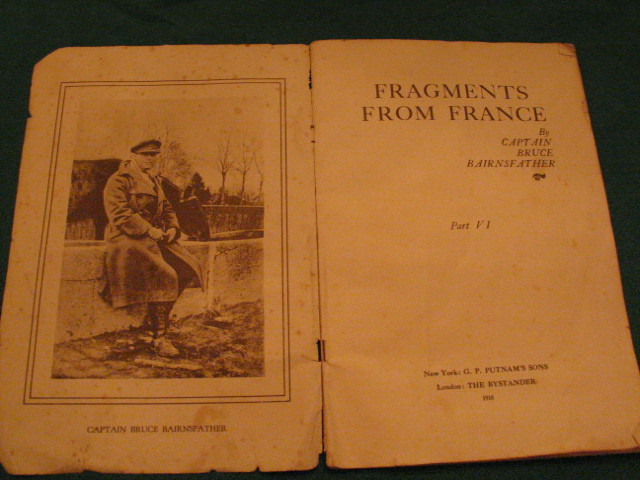 CAPTAIN BRUCE BAIRNSFATHER
FRAGMENTS
FROM FRANCE
By
CAPTAIN
BRUCE
BAIRNSFATHER
Part VI
New York: G. P. PUTNAM'S SONS
London: THE BYSTANDER
1918